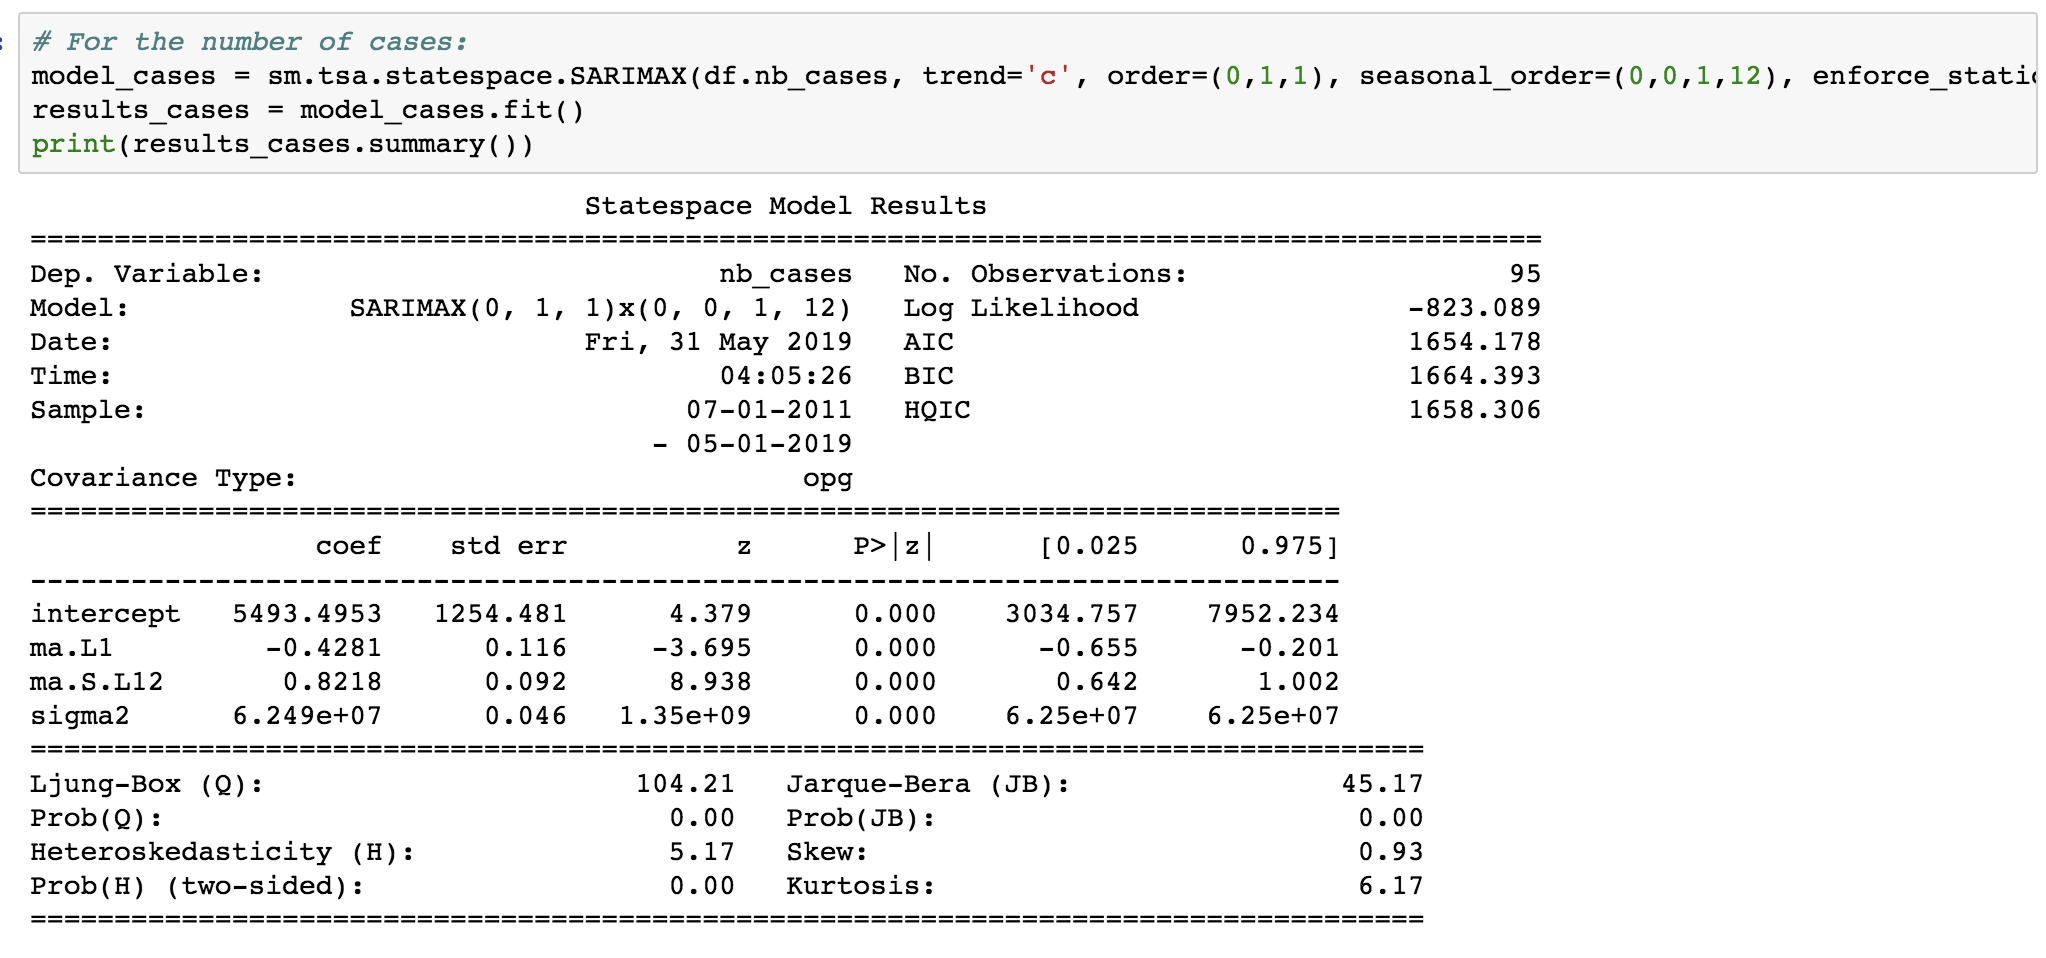 # For the number of cases:
model_cases = sm.tsa.statespace.SARIMAX(df.nb_cases, trend='c', order=(0,1,1), seasonal_order=(0,0,1,12), enforce_static
results_cases = model_cases.fit()
print(results_cases.summary())
Statespace Model Results
==========================================================================================
Dep. Variable: nb_cases No. Observations: 95
Model: SARIMAX(0, 1, 1)x(0, 0, 1, 12) Log Likelihood -823.089
Date: Fri, 31 May 2019 AIC 1654.178
Time: 04:05:26 BIC 1664.393
Sample: 07-01-2011 HQIC 1658.306
- 05-01-2019
Covariance Type: opg
==============================================================================
coef std err z P>|z| [0.025 0.975]
------------------------------------------------------------------------------
intercept 5493.4953 1254.481 4.379 0.000 3034.757 7952.234
ma.L1 -0.4281 0.116 -3.695 0.000 -0.655 -0.201
ma.S.L12 0.8218 0.092 8.938 0.000 0.642 1.002
sigma2 6.249e+07 0.046 1.35e+09 0.000 6.25e+07 6.25e+07
===================================================================================
Ljung-Box (Q): 104.21 Jarque-Bera (JB): 45.17
Prob(Q): 0.00 Prob(JB): 0.00
Heteroskedasticity (H): 5.17 Skew: 0.93
Prob(H) (two-sided): 0.00 Kurtosis: 6.17
===================================================================================